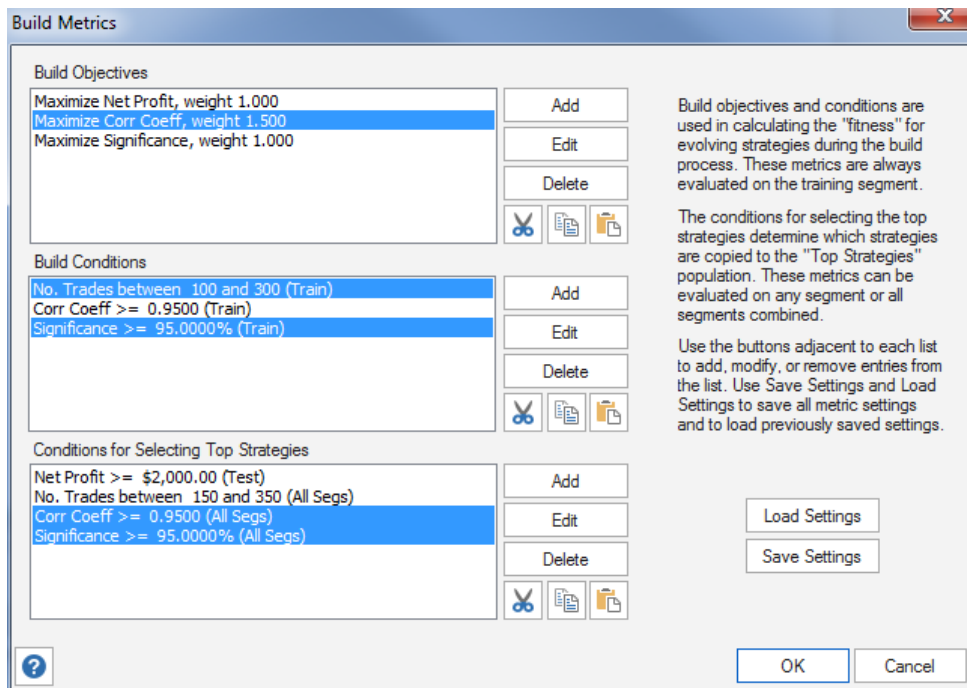 Build Metrics
X
Build Objectives
Maximize Net Profit, weight 1.000
Maximize Corr Coeff, weight 1.500
Maximize Significance, weight 1.000
Add
Edit
Delete
Build Conditions
No. Trades between  100 and 300 (Train)
Corr Coeff >=  0.9500 (Train)
Significance >=  95.0000% (Train)
Add
Edit
Delete
Conditions for Selecting Top Strategies
Net Profit >=  $2,000.00 (Test)
No. Trades between  150 and 350 (All Segs)
Corr Coeff >=  0.9500 (All Segs)
Significance >=  95.0000% (All Segs)
Add
Edit
Delete
Build objectives and conditions are
used in calculating the "fitness" for
evolving strategies during the build
process. These metrics are always
evaluated on the training segment.
The conditions for selecting the top
strategies determine which strategies
are copied to the "Top Strategies"
population. These metrics can be
evaluated on any segment or all
segments combined.
Use the buttons adjacent to each list
to add, modify, or remove entries from
the list. Use Save Settings and Load
Settings to save all metric settings
and to load previously saved settings.
Load Settings
Save Settings
?
OK
Cancel